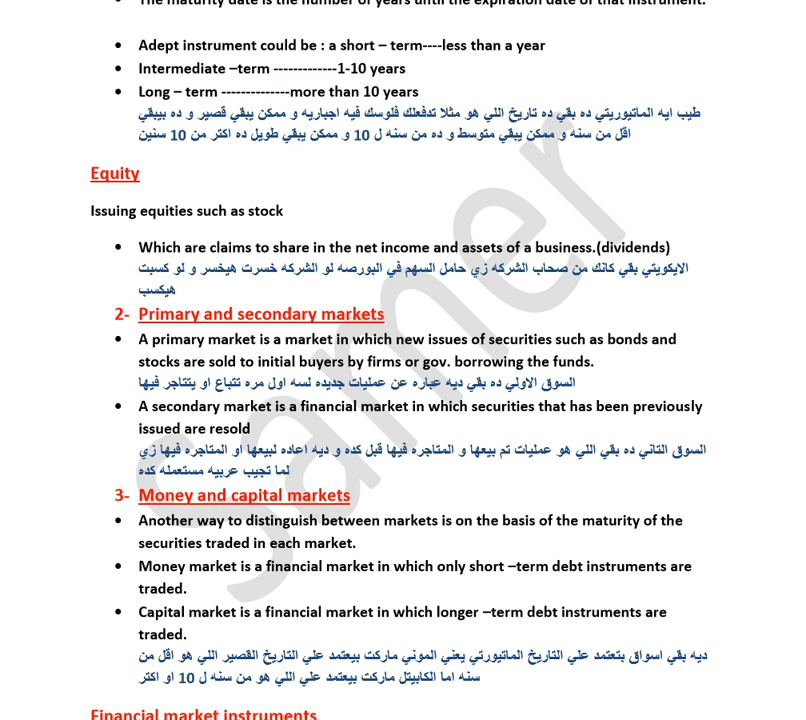 The maturity date is the number of years until the expiration date of that instrument.
Adept instrument could be : a short – term----less than a year
Intermediate –term -------------1-10 years
Long – term --------------more than 10 years
طيب ايه الماتيوريتي ده بقي ده تاريخ اللي هو مثلا تدفعلك فلوسك فيه اجباريه و ممكن يبقي قصير و ده بيبقي
اقل من سنه و ممكن يبقي متوسط و ده من سنه ل 10 و ممكن يبقي طويل ده اكتر من 10 سنين
Equity
Issuing equities such as stock
Which are claims to share in the net income and assets of a business.(dividends)
الايكويتي بقي كانك من صحاب الشركه زي حامل السهم في البورصه لو الشركه خسرت هيخسر و لو كسبت
هيكسب
2- Primary and secondary markets
A primary market is a market in which new issues of securities such as bonds and
stocks are sold to initial buyers by firms or gov. borrowing the funds.
السوق الاولي ده بقي ديه عباره عن عمليات جديده لسه اول مره تتباع او يتتاجر فيها
A secondary market is a financial market in which securities that has been previously
issued are resold
السوق التاني ده بقي اللي هو عمليات تم بيعها و المتاجره فيها قبل كده و ديه اعاده لبيعها او المتاجره فيها زي
لما تجيب عربيه مستعمله كده
3- Money and capital markets
Another way to distinguish between markets is on the basis of the maturity of the
securities traded in each market.
Money market is a financial market in which only short –term debt instruments are
traded.
Capital market is a financial market in which longer –term debt instruments are
traded.
ديه بقي اسواق بتعتمد علي التاريخ الماتيورتي يعني الموني ماركت بيعتمد علي التاريخ القصير اللي هو اقل من
سنه اما الكابيتل ماركت بيعتمد علي اللي هو من سنه ل 10 او اكتر
Financial market instruments
Samer